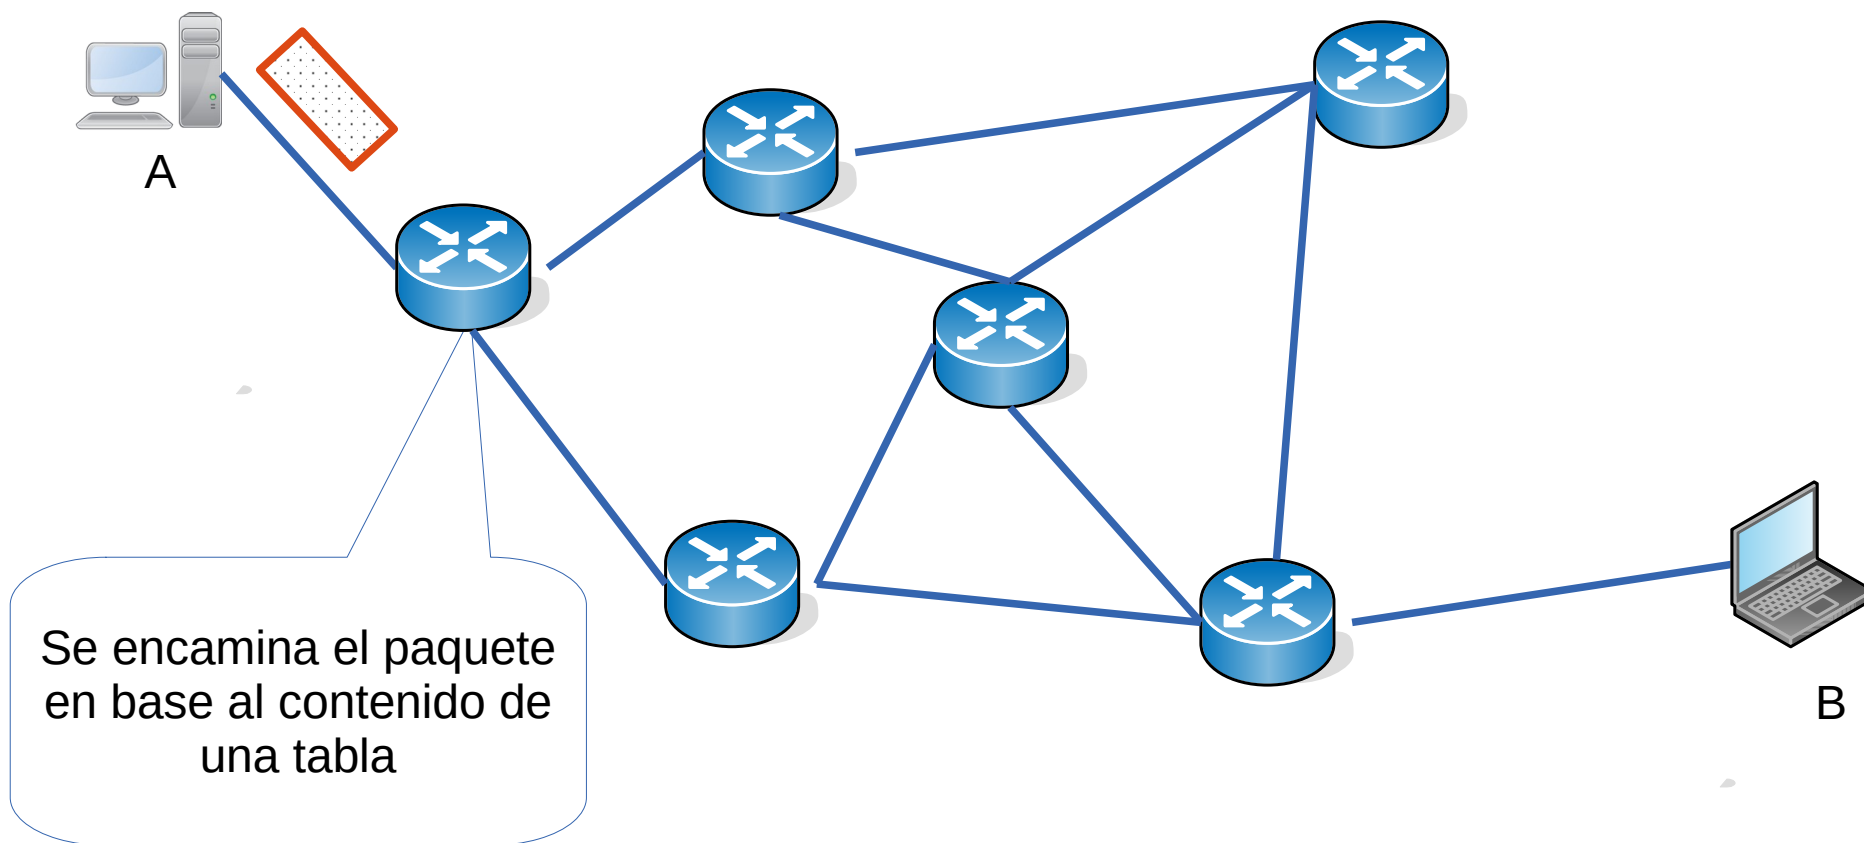 A
Se encamina el paquete
en base al contenido de
una tabla
B